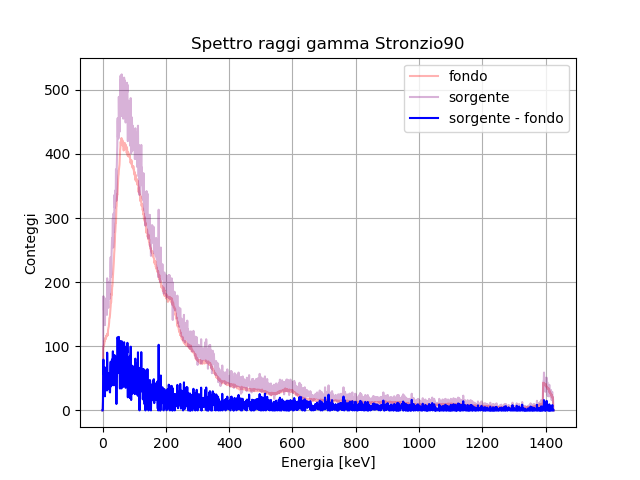 Spettro raggi gamma Stronzio90
fondo
sorgente
sorgente - fondo
Conteggi
500
400
300
200
100
0
0 200 400 600 800 1000 1200 1400
Energia [keV]